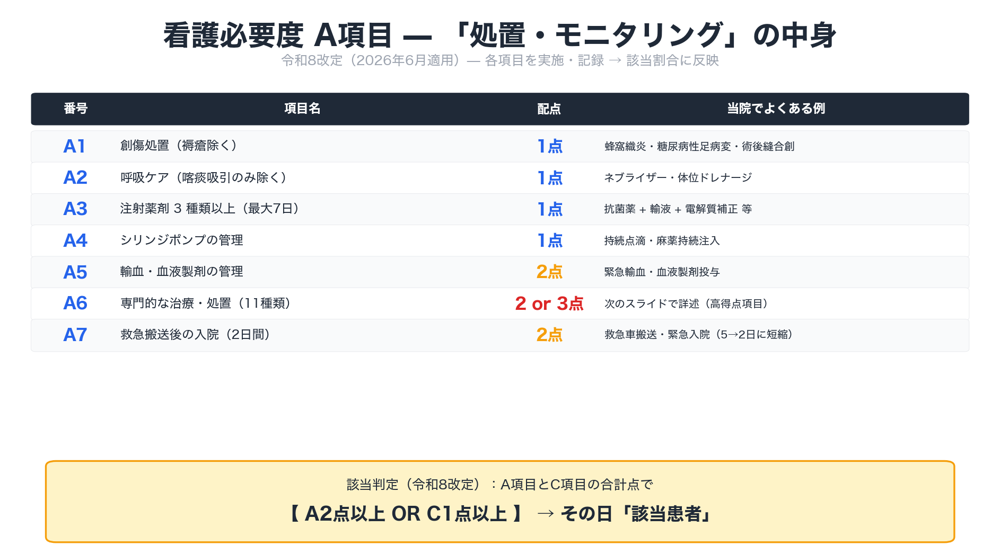 看護必要度 A項目 — 「処置・モニタリング」の中身
令和8改定（2026年6月適用）— 各項目を実施・記録 → 該当割合に反映
番号 項目名 配点 当院でよくある例
A1 創傷処置（褥瘡除く） 1点 蜂窩織炎・糖尿病性足病変・術後縫合創
A2 呼吸ケア（喀痰吸引のみ除く） 1点 ネブライザー・体位ドレナージ
A3 注射薬剤 3 種類以上（最大7日） 1点 抗菌薬 + 輸液 + 電解質補正 等
A4 シリンジポンプの管理 1点 持続点滴・麻薬持続注入
A5 輸血・血液製剤の管理 2点 緊急輸血・血液製剤投与
A6 専門的な治療・処置（11種類） 2 or 3点 次のスライドで詳述（高得点項目）
A7 救急搬送後の入院（2日間） 2点 救急車搬送・緊急入院（5→2日に短縮）
該当判定（令和8改定）：A項目とC項目の合計点で
【 A2点以上 OR C1点以上 】 → その日「該当患者」